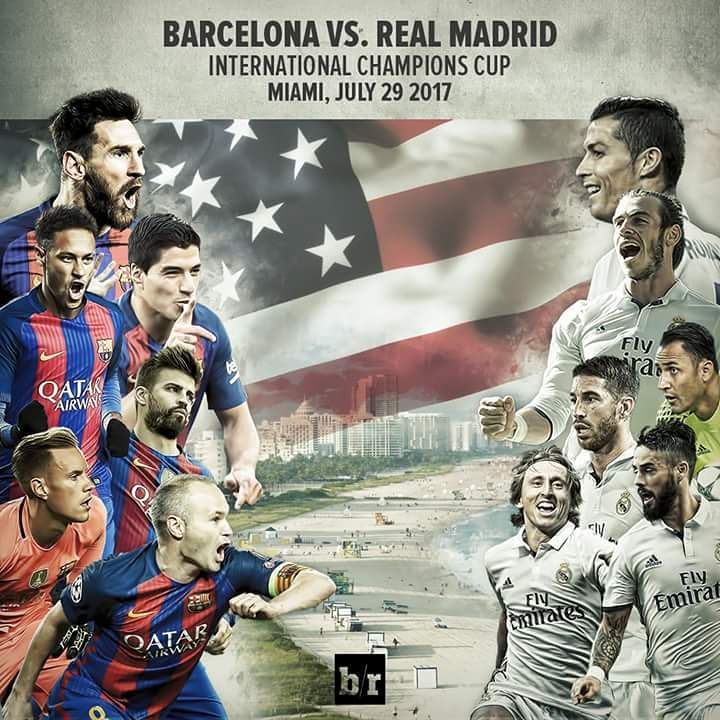 BARCELONA VS. REAL MADRID
INTERNATIONAL CHAMPIONS CUP
MIAMI, JULY 29 2017
QATAR
AIRWAYS
QATAR
AIRWAYS
Fly
Fly
Emirates
Fly
Emirates
b/r